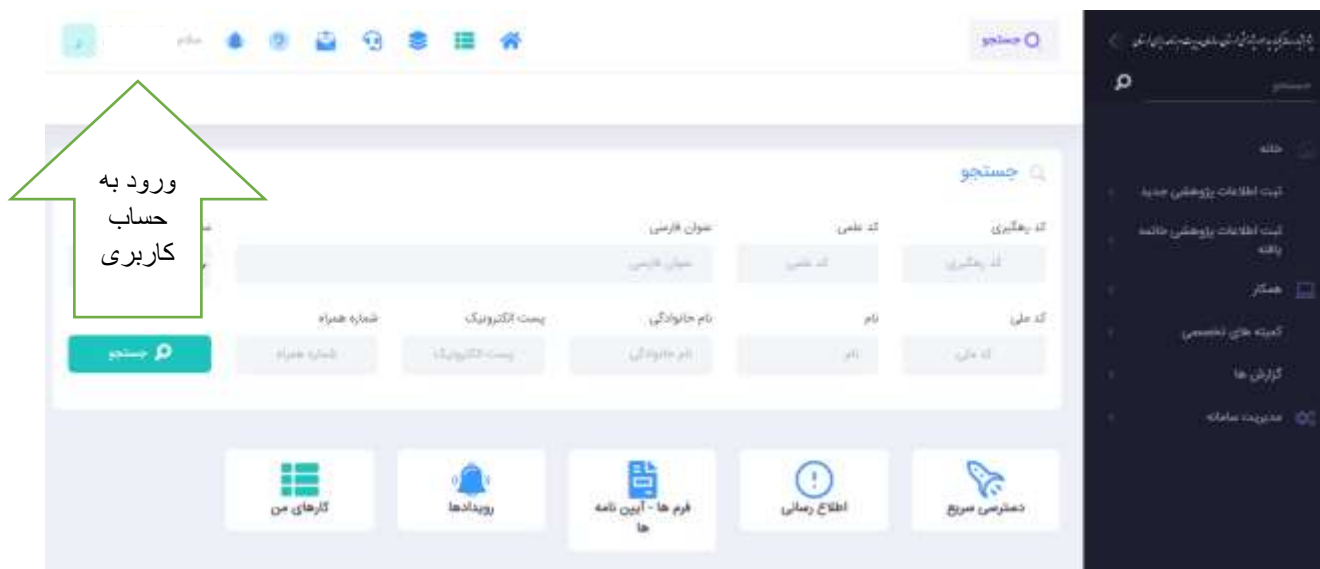 جستجو
سلام
جستجو
خانه
ثبت اطلاعات پژوهشی جدید
ثبت اطلاعات پژوهشی خاتمه
یافته
همکار
کمیته های تخصصی
گزارش ها
مدیریت سامانه
ورود به
حساب
کاربری
جستجو
کد رهگیری
کد علمی
عنوان فارسی
کد رهگیری
کد علمی
عنوان فارسی
کد ملی
نام
نام خانوادگی
پست الکترونیک
شماره همراه
کد ملی
نام
نام خانوادگی
پست الکترونیک
شماره همراه
جستجو
دسترسی سریع
اطلاع رسانی
فرم ها - آیین نامه
ها
رویدادها
کارهای من